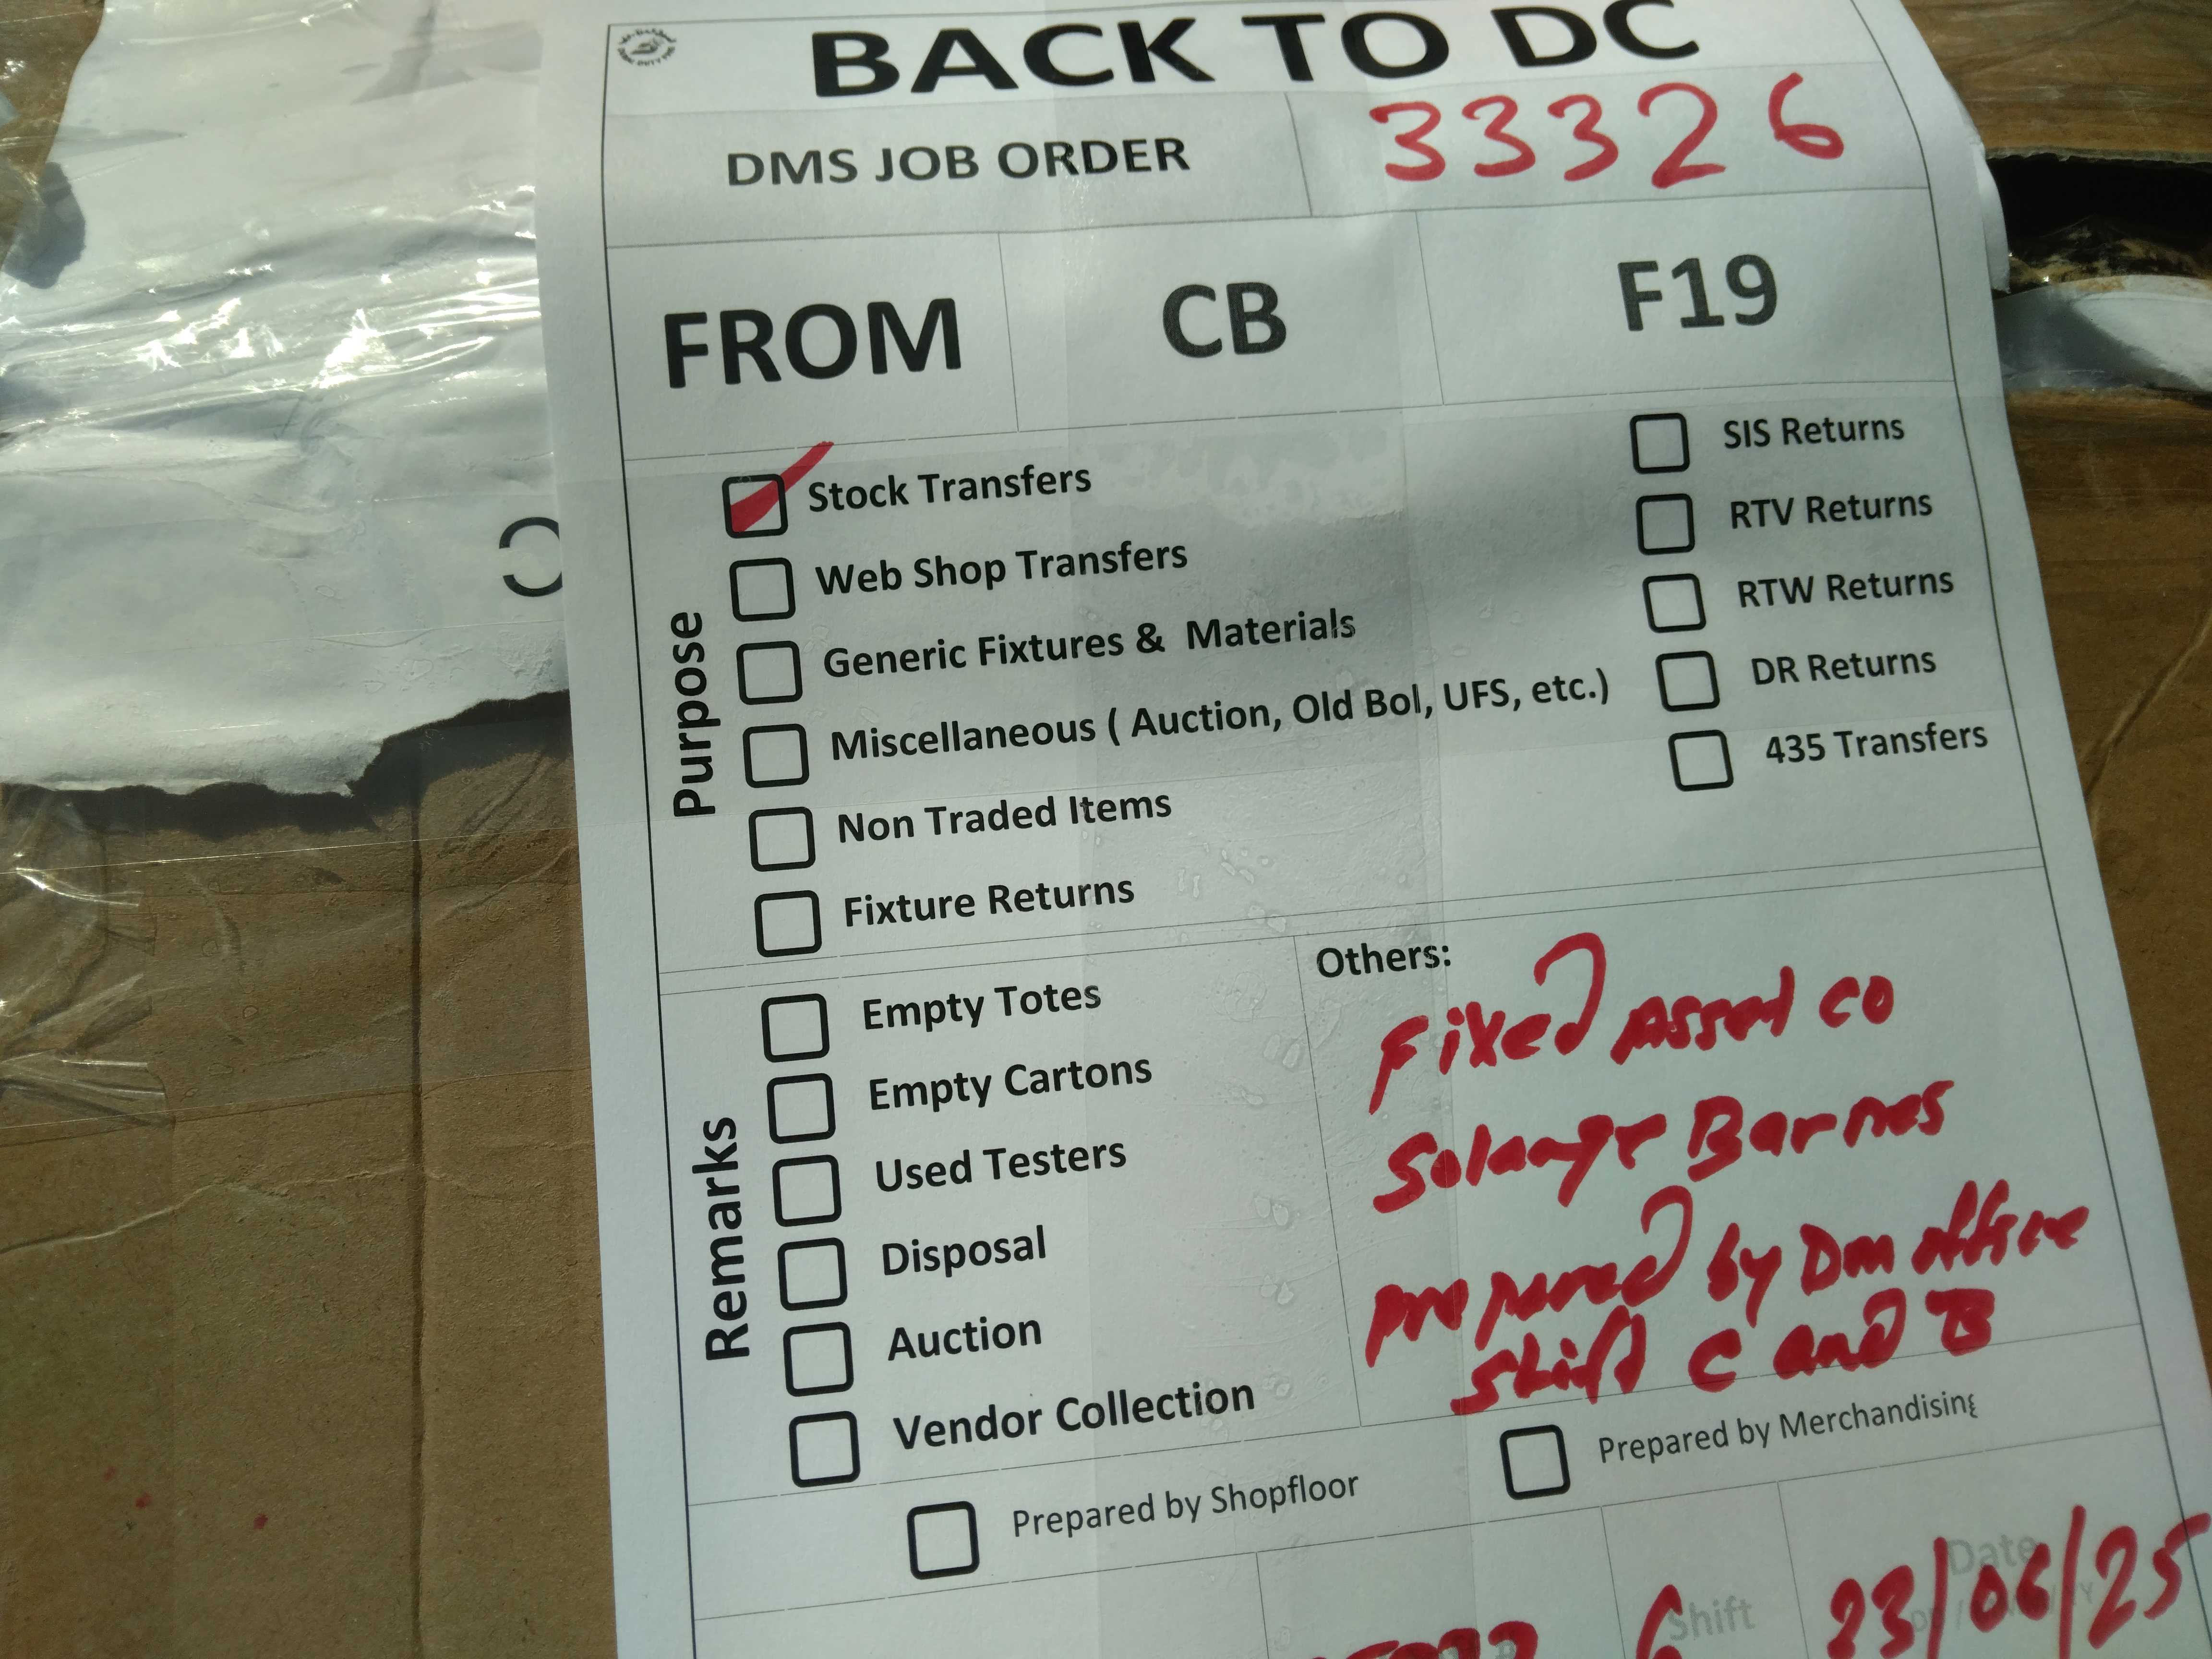 BACK TO DC
DMS JOB ORDER 33326
FROM CB F19
Purpose
Stock Transfers
Web Shop Transfers
Generic Fixtures & Materials
Miscellaneous ( Auction, Old Bol, UFS, etc.)
Non Traded Items
Fixture Returns
SIS Returns
RTV Returns
RTW Returns
DR Returns
435 Transfers
Remarks
Empty Totes
Empty Cartons
Used Testers
Disposal
Auction
Vendor Collection
Others:
Fixed Asset CO
Solange Barnes
prepared by Dm office
shift C and B
Prepared by Shopfloor
Prepared by Merchandising
Shift
Date
23/06/25